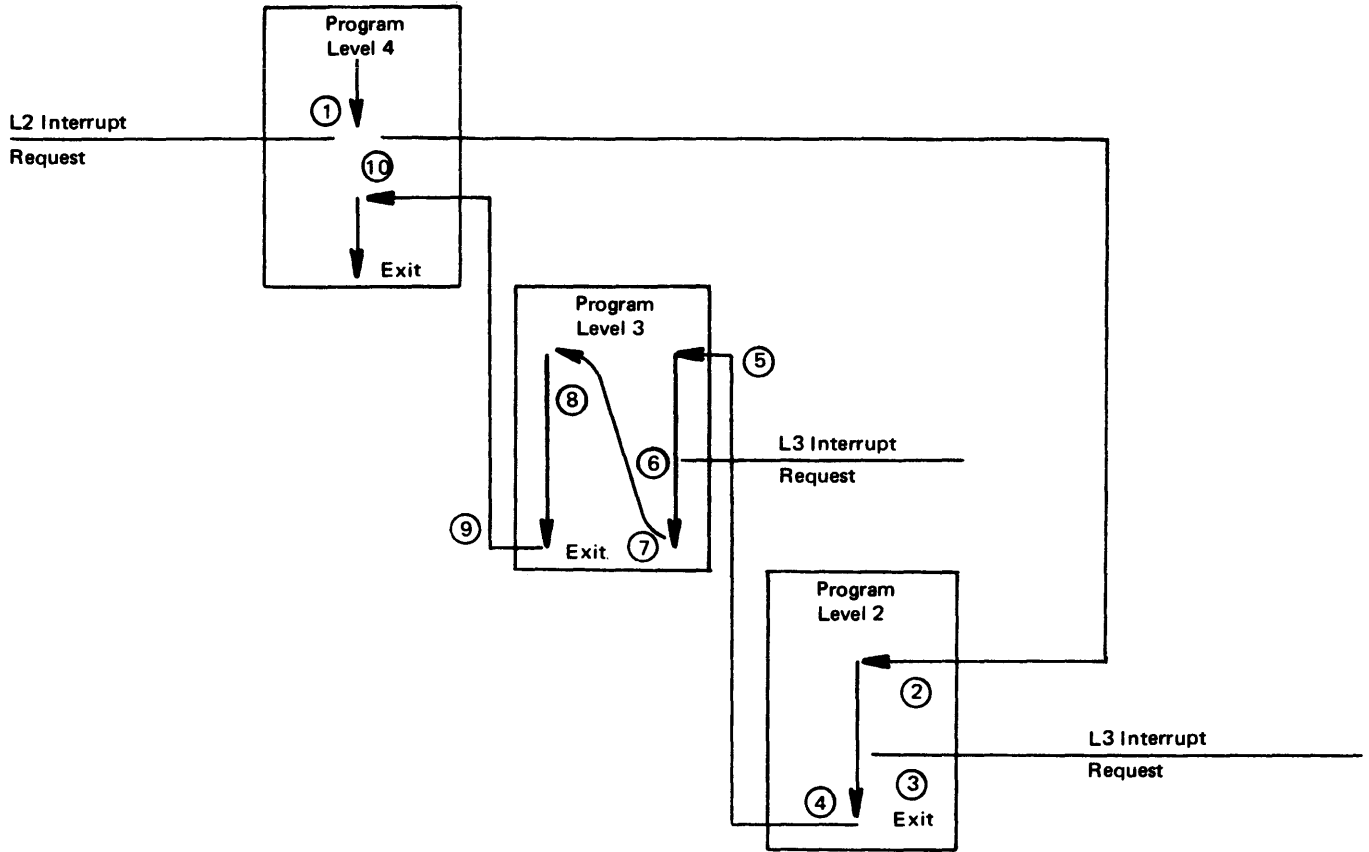 Program
Level 4
1
L2 Interrupt
Request
10
Exit
Program
Level 3
5
8
L3 Interrupt
6
Request
9
Exit.
7
Program
Level 2
2
L3 Interrupt
Request
3
4
Exit